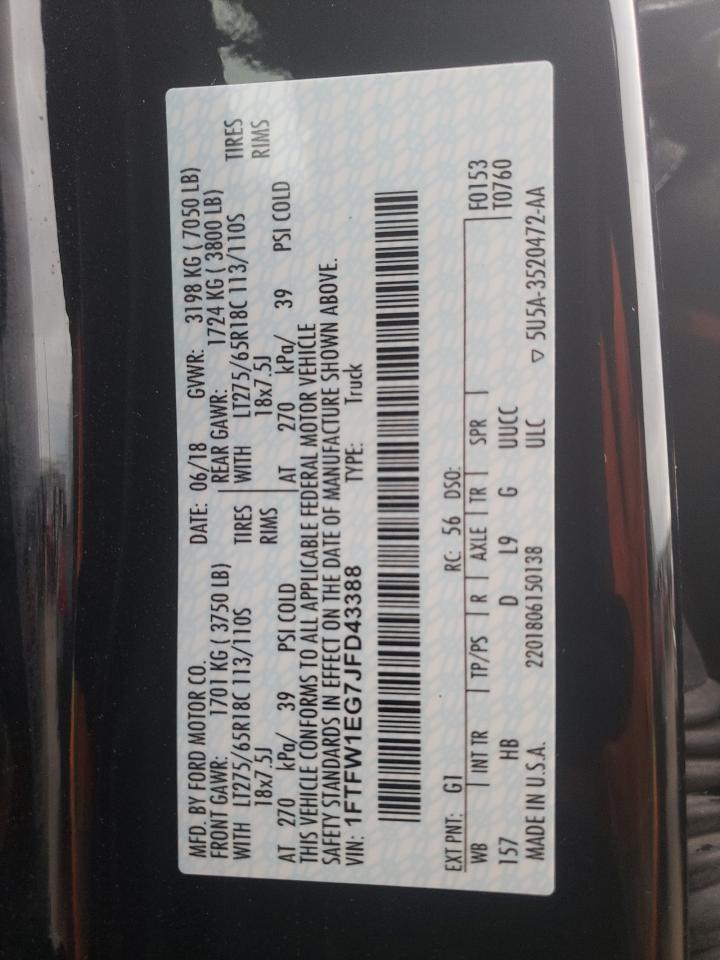 MFD. BY FORD MOTOR CO.
DATE: 06/18 GVWR: 3198 KG ( 7050 LB)
FRONT GAWR: 1701 KG ( 3750 LB) REAR GAWR: 1724 KG ( 3800 LB)
WITH LT275/65R18C 113/110S TIRES WITH LT275/65R18C 113/110S TIRES
18x7.5J RIMS 18x7.5J RIMS
AT 270 kPa/ 39 PSI COLD AT 270 kPa/ 39 PSI COLD
THIS VEHICLE CONFORMS TO ALL APPLICABLE FEDERAL MOTOR VEHICLE
SAFETY STANDARDS IN EFFECT ON THE DATE OF MANUFACTURE SHOWN ABOVE.
VIN: 1FTFW1EG7JFD43388 TYPE: Truck
EXT PNT: G1 RC: 56 DSO: F0153
WB INT TR TP/PS R AXLE TR SPR T0760
157 HB D L9 G UUCC
MADE IN U.S.A. 2201806150138 ULC ▽ 5U5A-3520472-AA